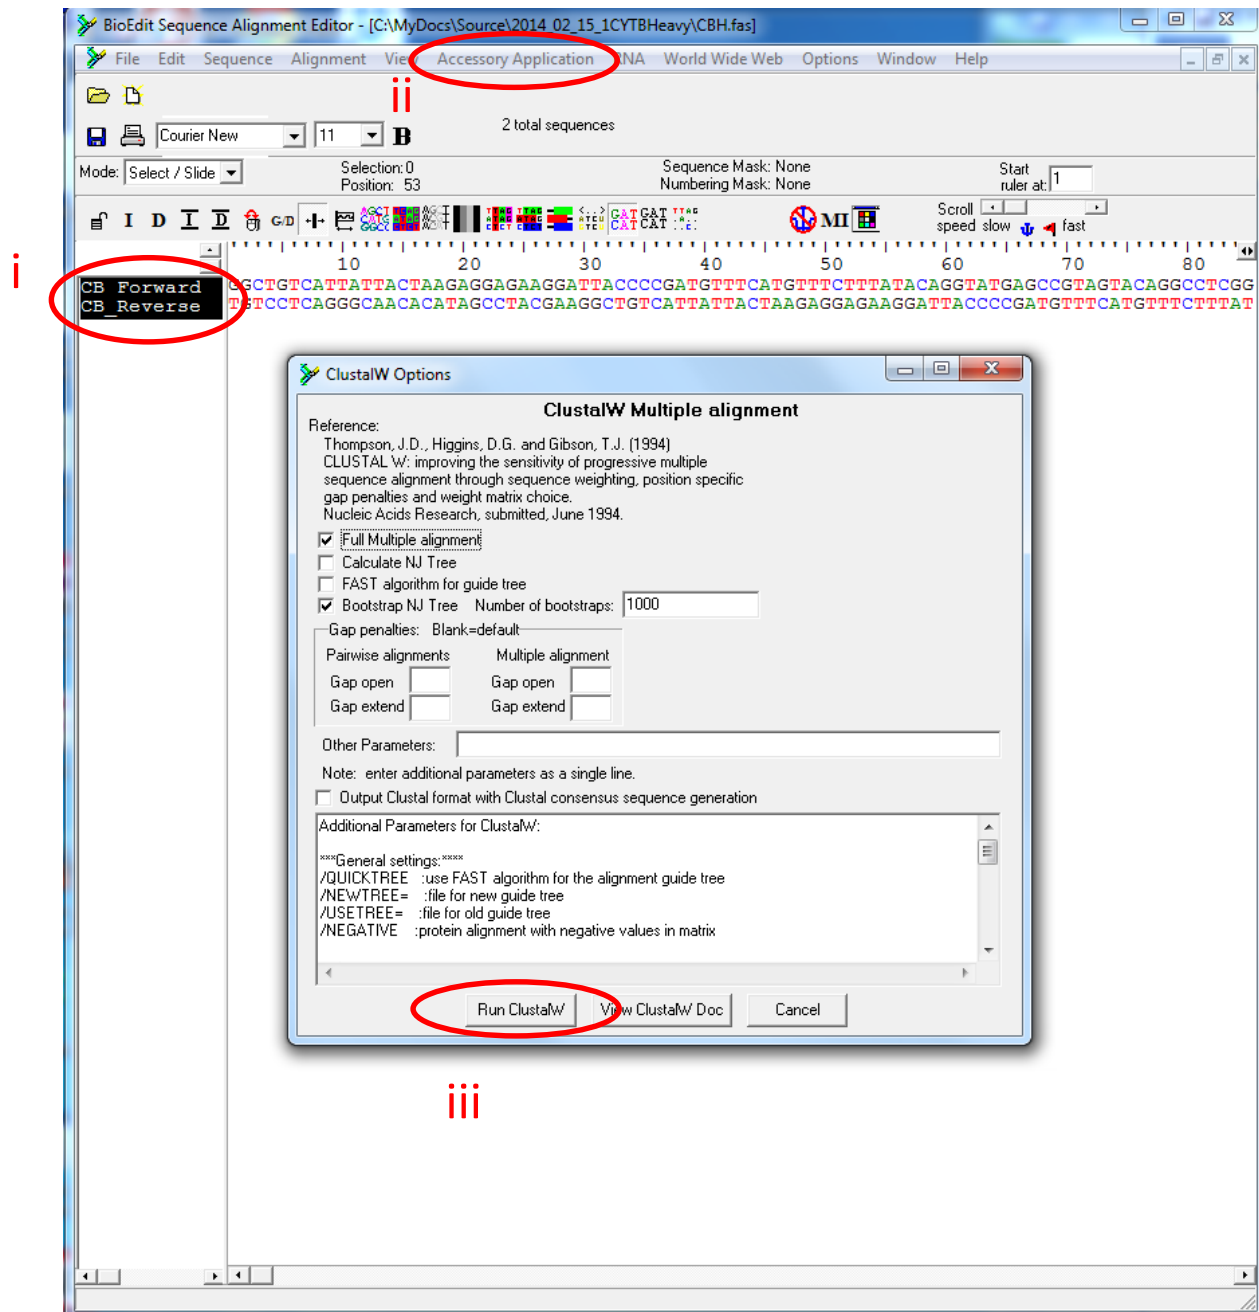 BioEdit Sequence Alignment Editor - [C:\MyDocs\Source\2014_02_15_1CYTBHeavy\CBH.fas]
File Edit Sequence Alignment View Accessory Application RNA World Wide Web Options Window Help
ii
Courier New 11 B 2 total sequences
Mode: Select / Slide Selection: 0 Sequence Mask: None Start
Position: 53 Numbering Mask: None ruler at: 1
I D I D G/D MI Scroll
speed slow fast
i
10 20 30 40 50 60 70 80
CB Forward GGCTGTCATTATTACTAAGAGGAGAAGGATTACCCCGATGTTTCATGTTTCTTTATACAGGTATGAGCCGTAGTACAGGCCTCGG
CB_Reverse TGTCCTCAGGGCAACACATAGCCTACGAAGGCTGTCATTATTACTAAGAGGAGAAGGATTACCCCGATGTTTCATGTTTCTTTAT
ClustalW Options
ClustalW Multiple alignment
Reference:
Thompson, J.D., Higgins, D.G. and Gibson, T.J. (1994)
CLUSTAL W: improving the sensitivity of progressive multiple
sequence alignment through sequence weighting, position specific
gap penalties and weight matrix choice.
Nucleic Acids Research, submitted, June 1994.
Full Multiple alignment
Calculate NJ Tree
FAST algorithm for guide tree
Bootstrap NJ Tree Number of bootstraps: 1000
Gap penalties: Blank=default
Pairwise alignments Multiple alignment
Gap open Gap open
Gap extend Gap extend
Other Parameters:
Note: enter additional parameters as a single line.
Output Clustal format with Clustal consensus sequence generation
Additional Parameters for ClustalW:
***General settings:****
/QUICKTREE :use FAST algorithm for the alignment guide tree
/NEWTREE= :file for new guide tree
/USETREE= :file for old guide tree
/NEGATIVE :protein alignment with negative values in matrix
Run ClustalW View ClustalW Doc Cancel
iii